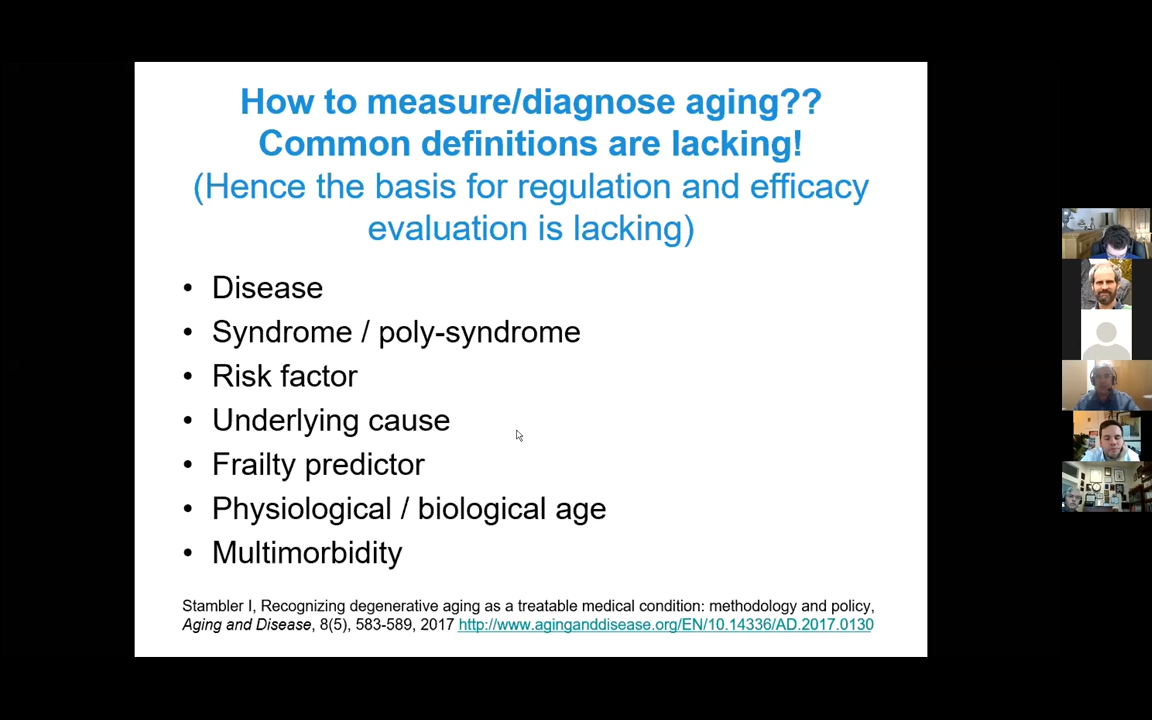 How to measure/diagnose aging??
Common definitions are lacking!
(Hence the basis for regulation and efficacy
evaluation is lacking)
• Disease
• Syndrome / poly-syndrome
• Risk factor
• Underlying cause
• Frailty predictor
• Physiological / biological age
• Multimorbidity
Stambler I, Recognizing degenerative aging as a treatable medical condition: methodology and policy,
Aging and Disease, 8(5), 583-589, 2017 http://www.aginganddisease.org/EN/10.14336/AD.2017.0130